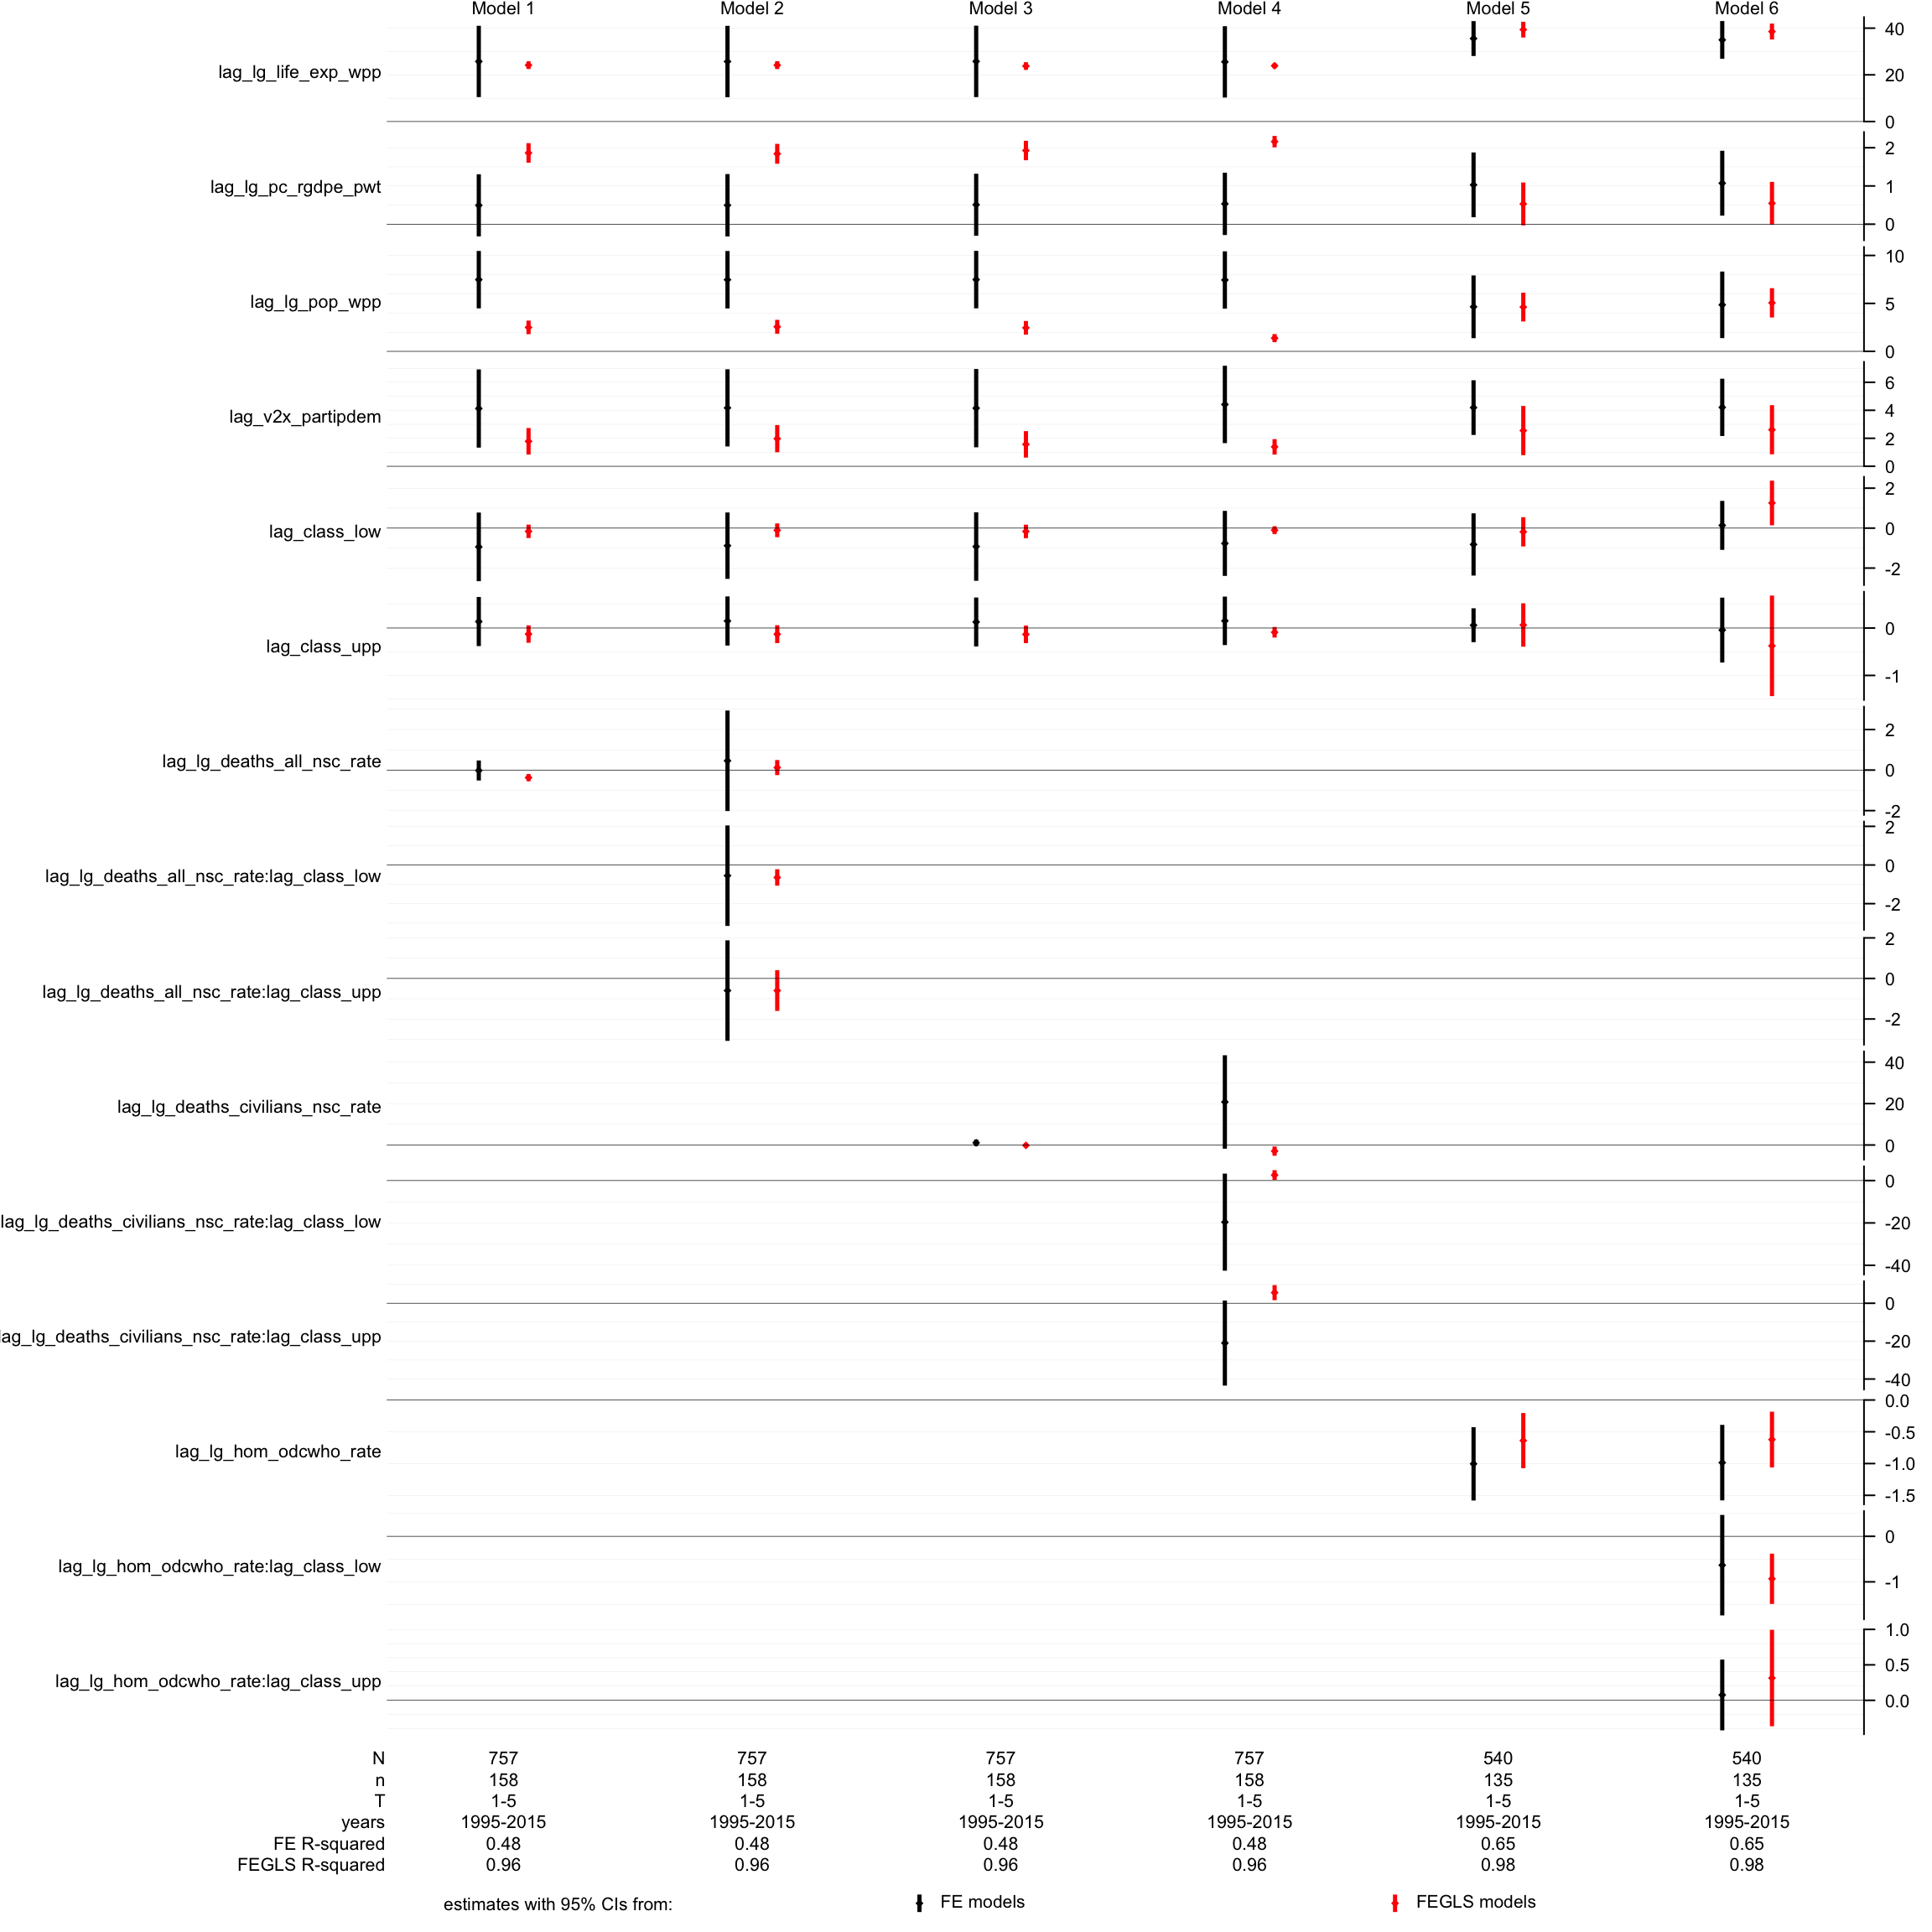 Model 1 Model 2 Model 3 Model 4 Model 5 Model 6
40
lag_lg_life_exp_wpp
20
0
2
lag_lg_pc_rgdpe_pwt
1
0
10
lag_lg_pop_wpp
5
0
6
lag_v2x_partipdem
4
2
0
2
lag_class_low
0
-2
0
lag_class_upp
-1
2
lag_lg_deaths_all_nsc_rate
0
-2
2
0
lag_lg_deaths_all_nsc_rate:lag_class_low
-2
2
0
lag_lg_deaths_all_nsc_rate:lag_class_upp
-2
40
lag_lg_deaths_civilians_nsc_rate
20
0
0
lag_lg_deaths_civilians_nsc_rate:lag_class_low
-20
-40
0
lag_lg_deaths_civilians_nsc_rate:lag_class_upp
-20
-40
0.0
-0.5
lag_lg_hom_odcwho_rate
-1.0
-1.5
0
lag_lg_hom_odcwho_rate:lag_class_low
-1
1.0
0.5
lag_lg_hom_odcwho_rate:lag_class_upp
0.0
N 757 757 757 757 540 540
n 158 158 158 158 135 135
T 1-5 1-5 1-5 1-5 1-5 1-5
years 1995-2015 1995-2015 1995-2015 1995-2015 1995-2015 1995-2015
FE R-squared 0.48 0.48 0.48 0.48 0.65 0.65
FEGLS R-squared 0.96 0.96 0.96 0.96 0.98 0.98
estimates with 95% CIs from: FE models FEGLS models